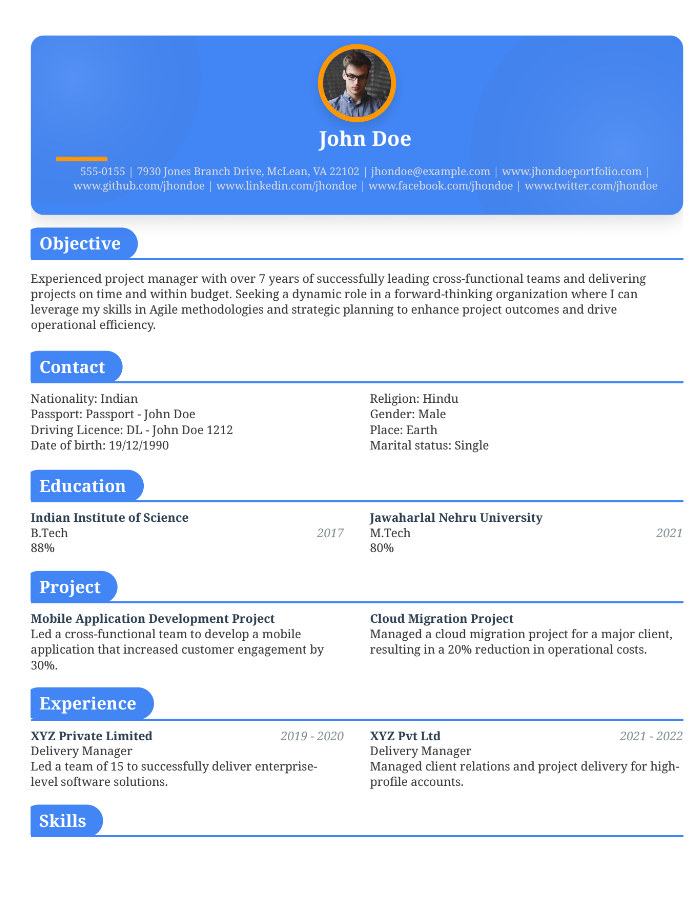 John Doe
555-0155 | 7930 Jones Branch Drive, McLean, VA 22102 | jhondoe@example.com | www.jhondoeportfolio.com |
www.github.com/jhondoe | www.linkedin.com/jhondoe | www.facebook.com/jhondoe | www.twitter.com/jhondoe
Objective
Experienced project manager with over 7 years of successfully leading cross-functional teams and delivering
projects on time and within budget. Seeking a dynamic role in a forward-thinking organization where I can
leverage my skills in Agile methodologies and strategic planning to enhance project outcomes and drive
operational efficiency.
Contact
Nationality: Indian
Passport: Passport - John Doe
Driving Licence: DL - John Doe 1212
Date of birth: 19/12/1990
Religion: Hindu
Gender: Male
Place: Earth
Marital status: Single
Education
Indian Institute of Science
B.Tech 2017
88%
Jawaharlal Nehru University
M.Tech 2021
80%
Project
Mobile Application Development Project
Led a cross-functional team to develop a mobile
application that increased customer engagement by
30%.
Cloud Migration Project
Managed a cloud migration project for a major client,
resulting in a 20% reduction in operational costs.
Experience
XYZ Private Limited 2019 - 2020
Delivery Manager
Led a team of 15 to successfully deliver enterprise-
level software solutions.
XYZ Pvt Ltd 2021 - 2022
Delivery Manager
Managed client relations and project delivery for high-
profile accounts.
Skills